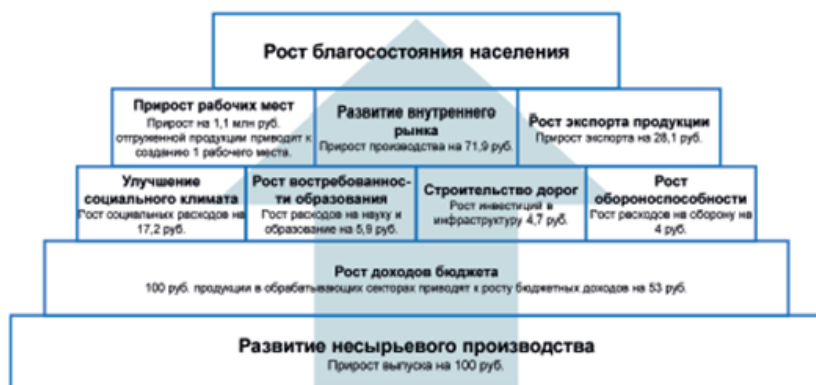 Рост благосостояния населения
Прирост рабочих мест
Прирост на 1,1 млн руб.
отгруженной продукции приводит к
созданию 1 рабочего места.
Развитие внутреннего
рынка
Прирост производства на 71,9 руб.
Рост экспорта продукции
Прирост экспорта на 28,1 руб.
Улучшение
социального климата
Рост социальных расходов на
17,2 руб.
Рост востребованнос-
ти образования
Рост расходов на науку и
образование на 5,9 руб.
Строительство дорог
Рост инвестиций в
инфраструктуру 4,7 руб.
Рост
обороноспособности
Рост расходов на оборону на
4 руб.
Рост доходов бюджета
100 руб. продукции в обрабатывающих секторах приводят к росту бюджетных доходов на 53 руб.
Развитие несырьевого производства
Прирост выпуска на 100 руб.